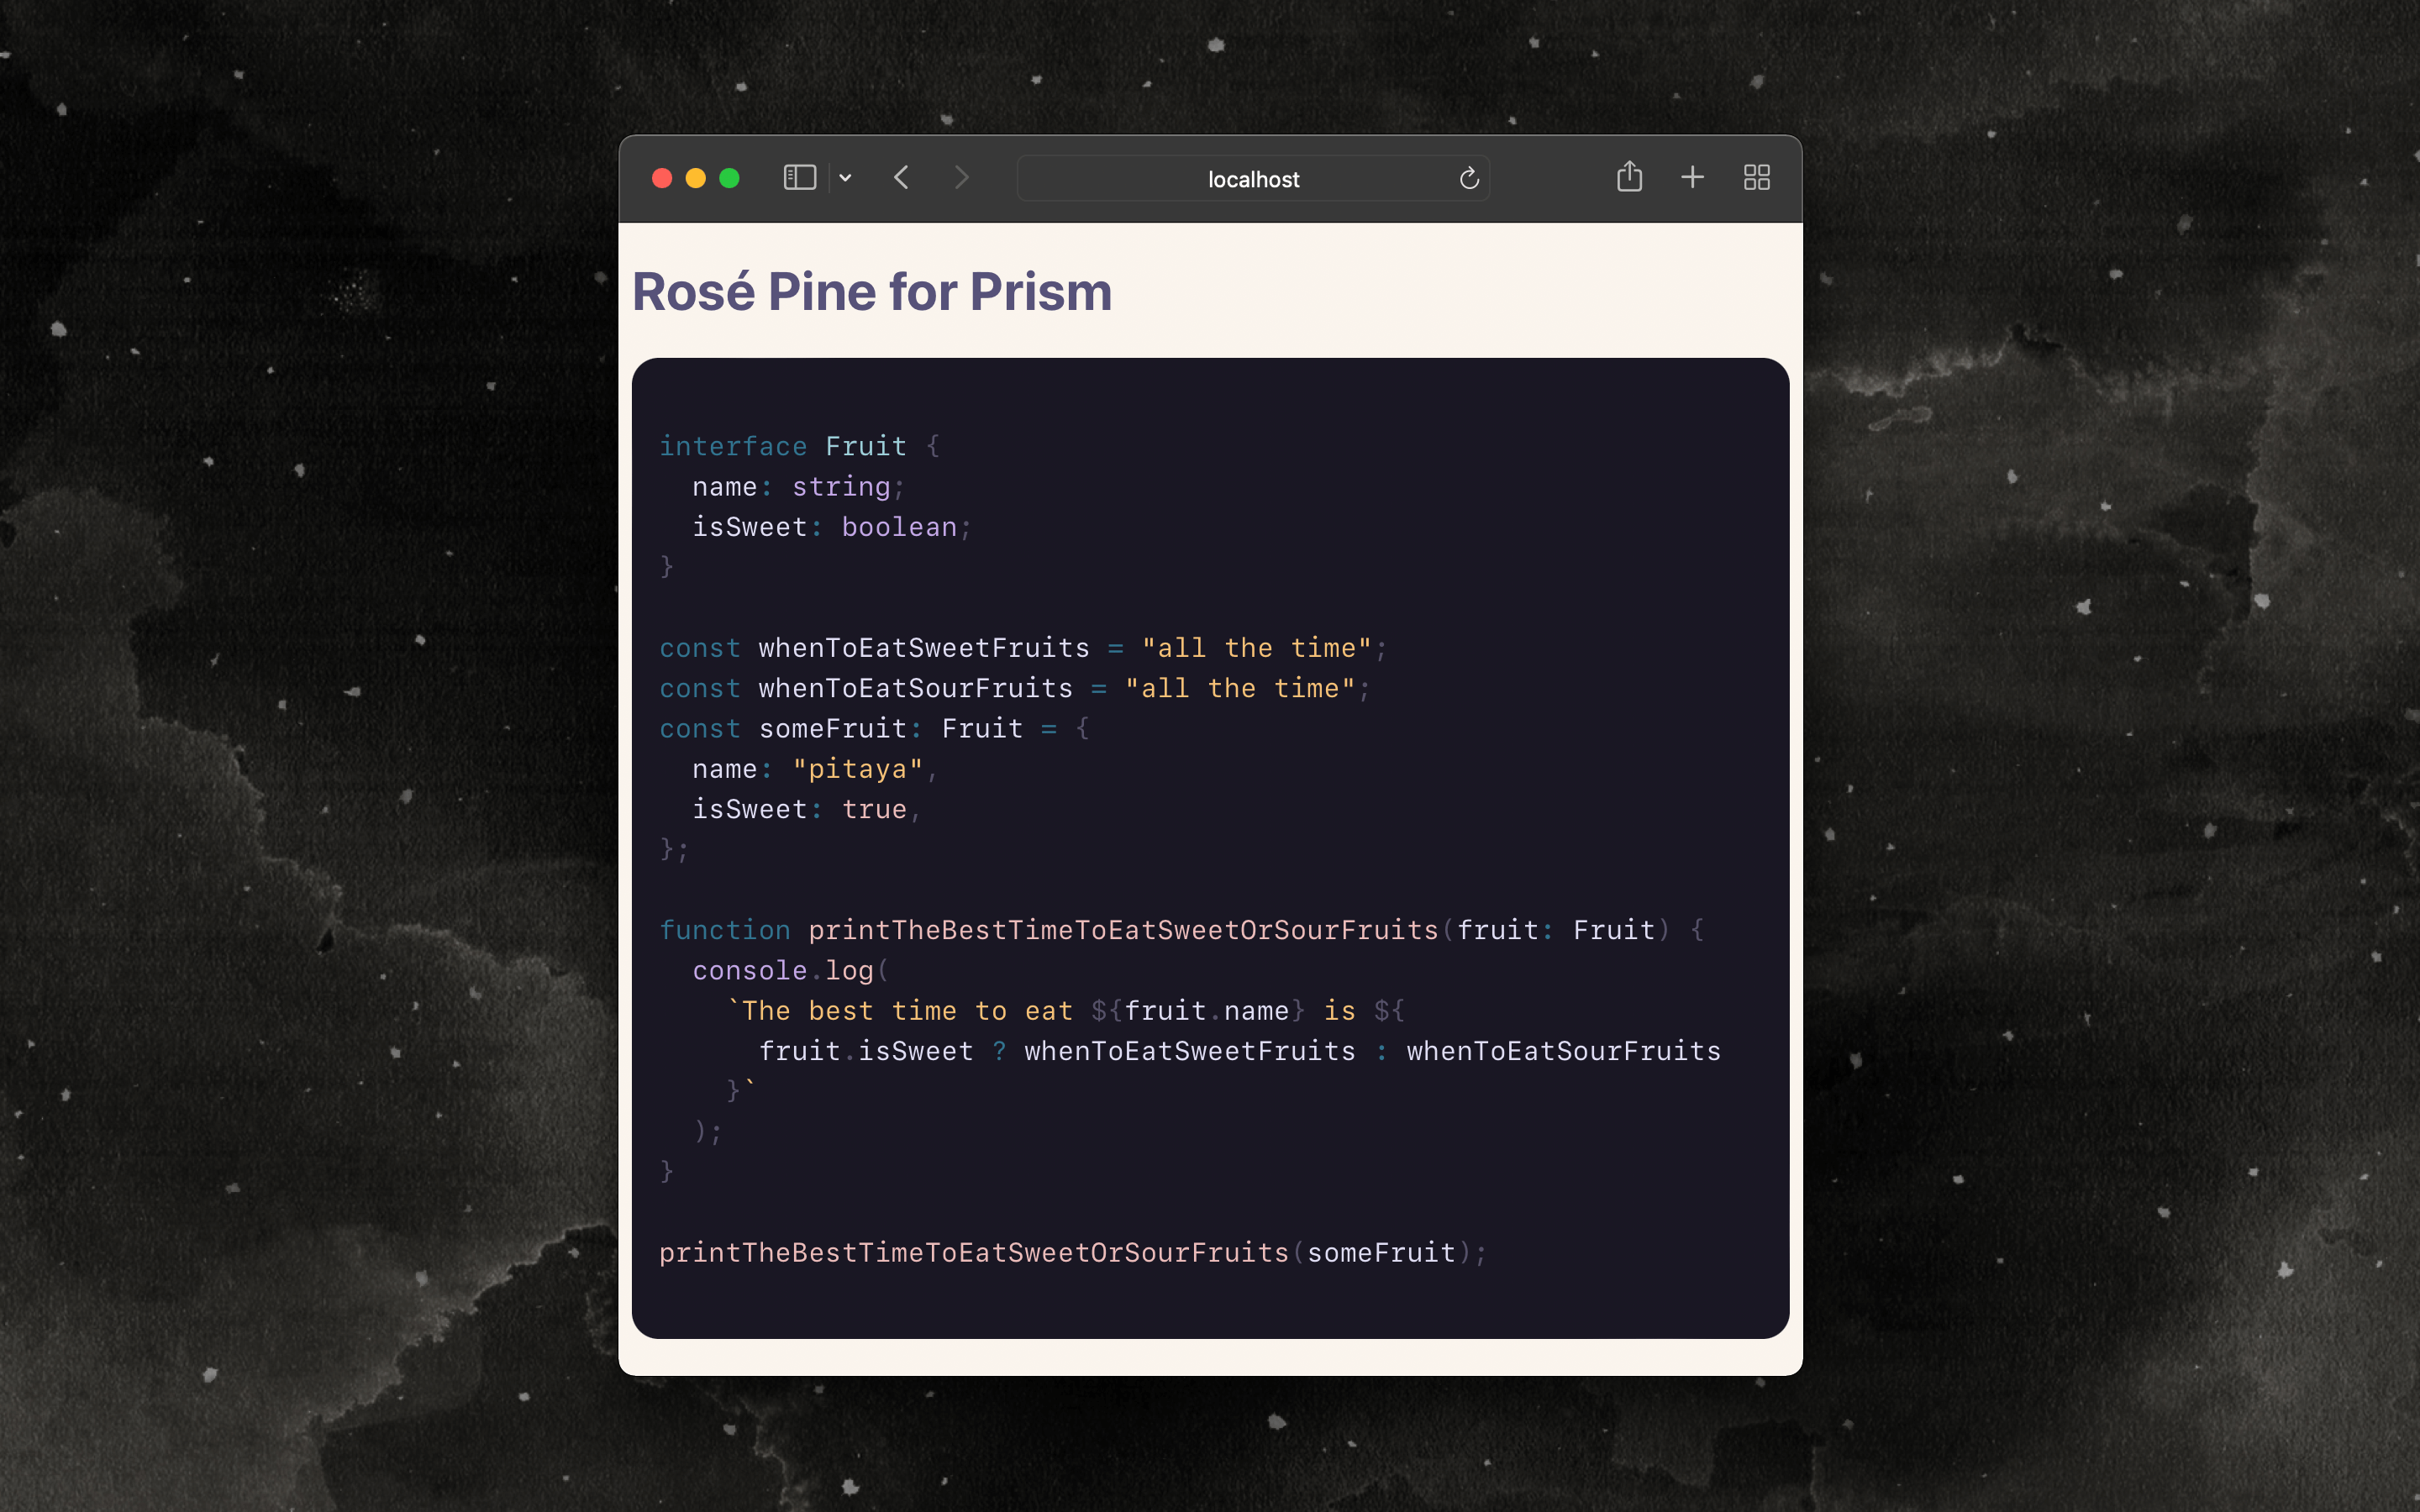 localhost
Rosé Pine for Prism
interface Fruit {
  name: string;
  isSweet: boolean;
}
const whenToEatSweetFruits = "all the time";
const whenToEatSourFruits = "all the time";
const someFruit: Fruit = {
  name: "pitaya",
  isSweet: true,
};
function printTheBestTimeToEatSweetOrSourFruits(fruit: Fruit) {
  console.log(
    `The best time to eat ${fruit.name} is ${
      fruit.isSweet ? whenToEatSweetFruits : whenToEatSourFruits
    }`
  );
}
printTheBestTimeToEatSweetOrSourFruits(someFruit);